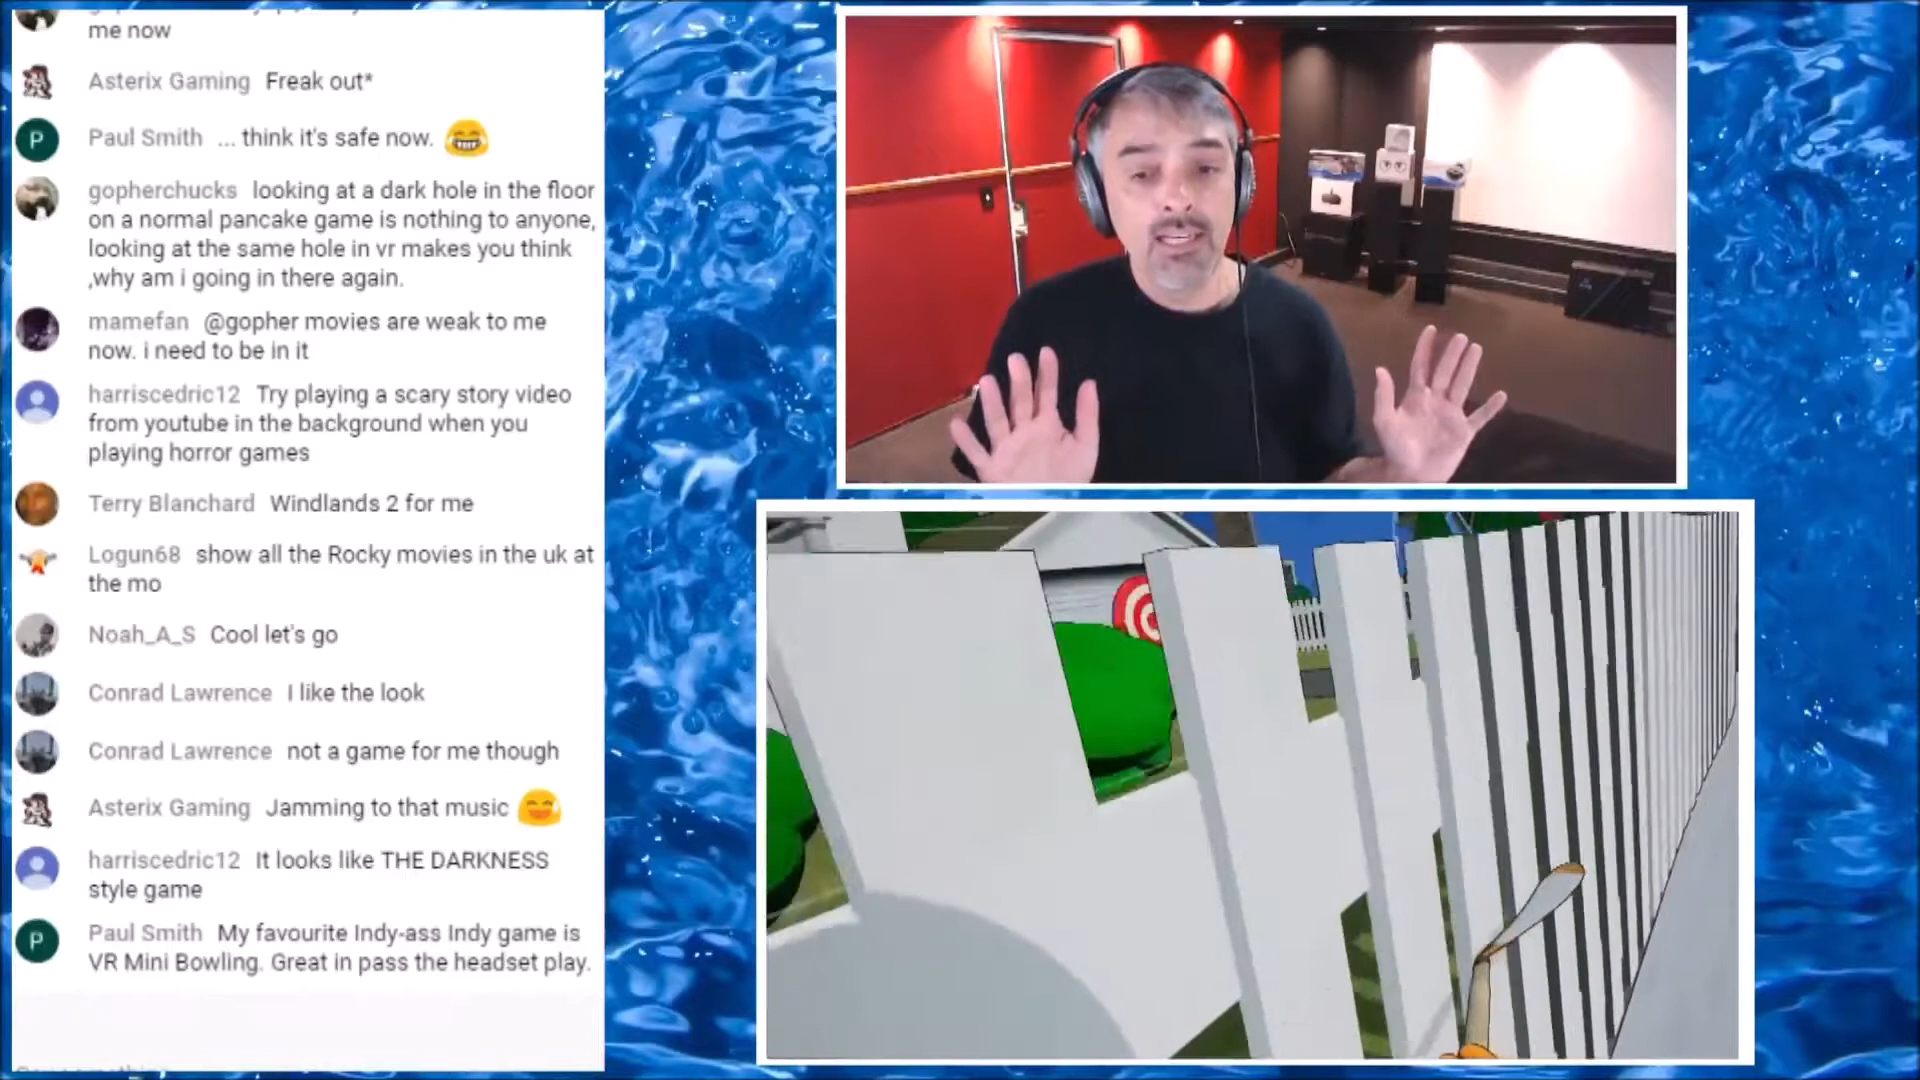 me now
Asterix Gaming Freak out*
Paul Smith ... think it's safe now.
gopherchucks looking at a dark hole in the floor
on a normal pancake game is nothing to anyone,
looking at the same hole in vr makes you think
,why am i going in there again.
mamefan @gopher movies are weak to me
now. i need to be in it
harriscedric12 Try playing a scary story video
from youtube in the background when you
playing horror games
Terry Blanchard Windlands 2 for me
Logun68 show all the Rocky movies in the uk at
the mo
Noah_A_S Cool let's go
Conrad Lawrence I like the look
Conrad Lawrence not a game for me though
Asterix Gaming Jamming to that music
harriscedric12 It looks like THE DARKNESS
style game
P Paul Smith My favourite Indy-ass Indy game is
VR Mini Bowling. Great in pass the headset play.